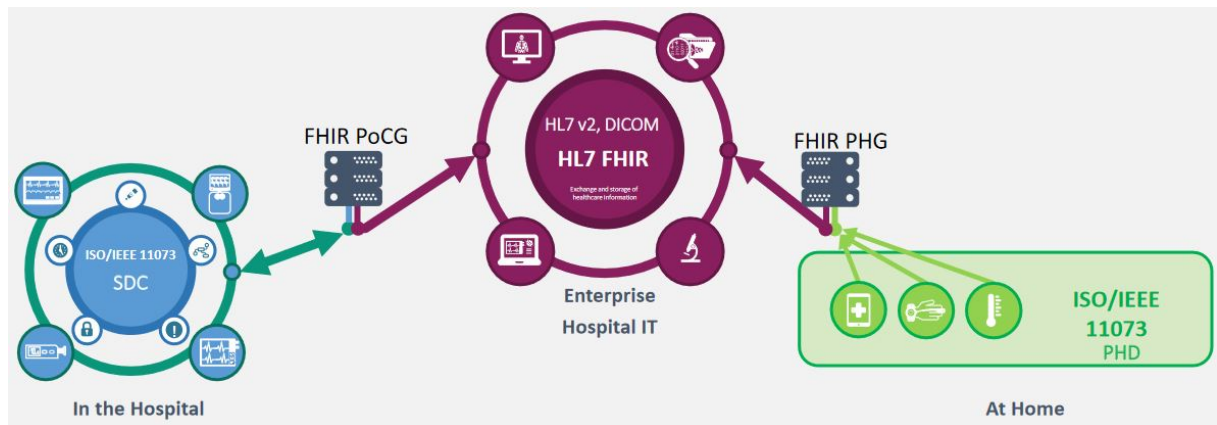 FHIR PoCG
ISO/IEEE 11073
SDC
In the Hospital
HL7 v2, DICOM
HL7 FHIR
Exchange and storage of
healthcare information
Enterprise
Hospital IT
FHIR PHG
ISO/IEEE
11073
PHD
At Home